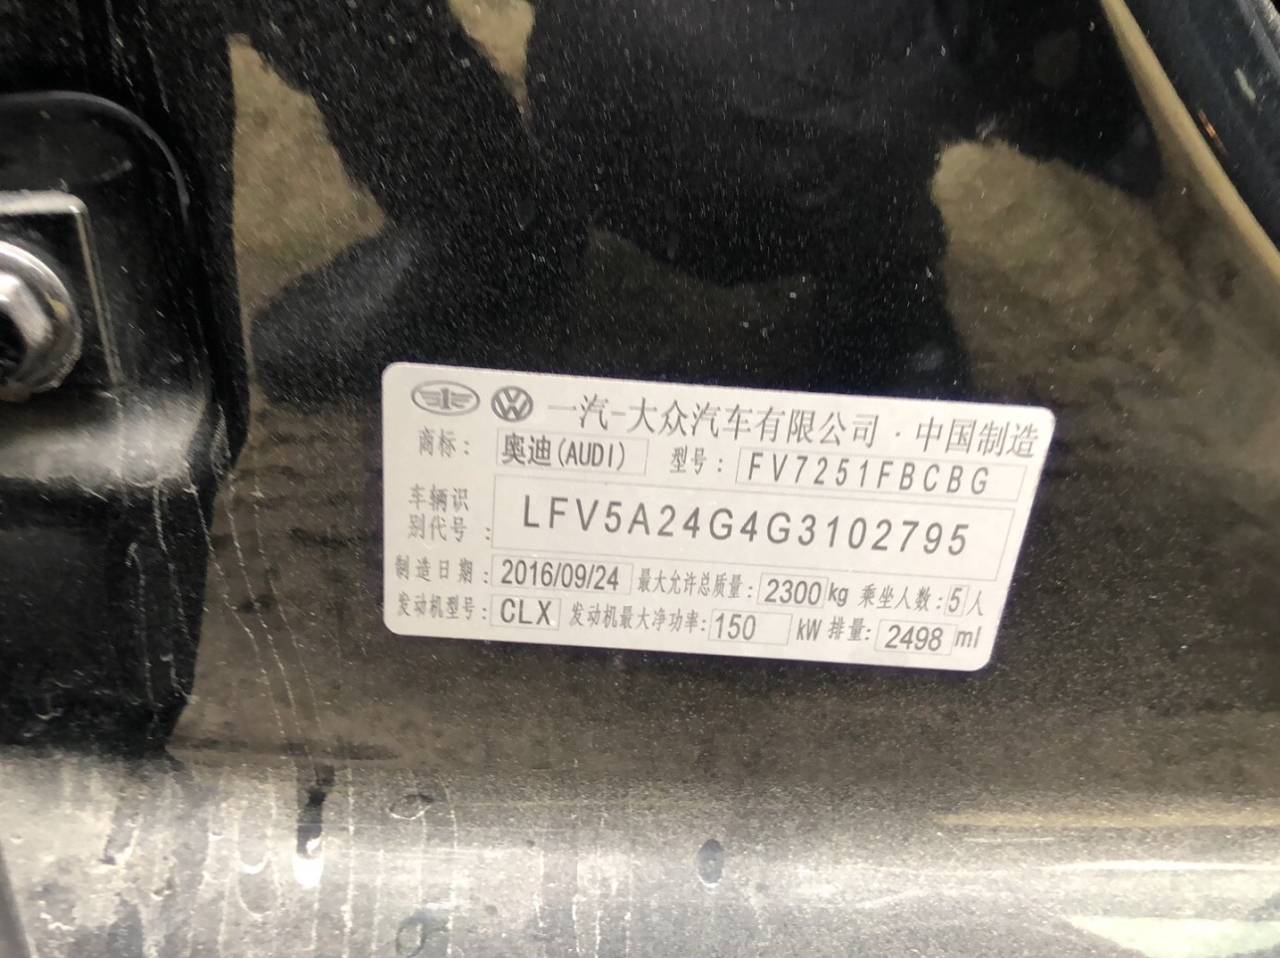 一汽-大众汽车有限公司·中国制造
商标: 奥迪(AUDI) 型号: FV7251FBCBG
车辆识
别代号: LFV5A24G4G3102795
制造日期: 2016/09/24 最大允许总质量: 2300kg 乘坐人数: 5人
发动机型号: CLX 发动机最大净功率: 150 kW 排量: 2498 ml